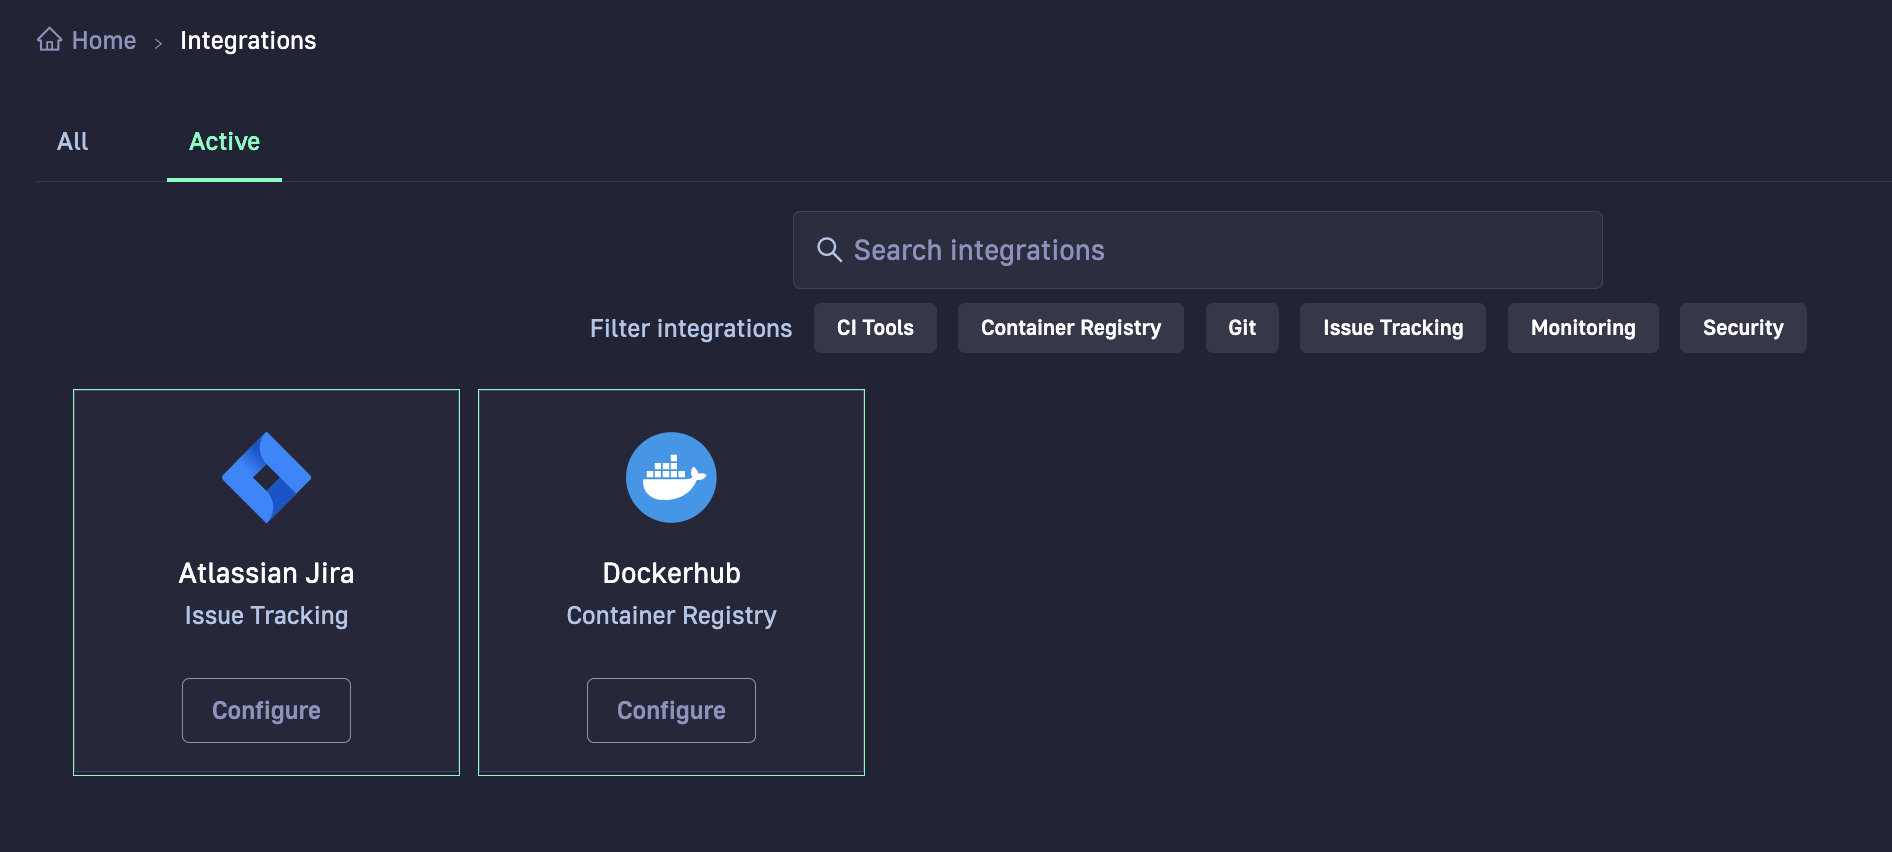 Home > Integrations
All Active
Search integrations
Filter integrations CI Tools Container Registry Git Issue Tracking Monitoring Security
Atlassian Jira
Issue Tracking
Configure
Dockerhub
Container Registry
Configure